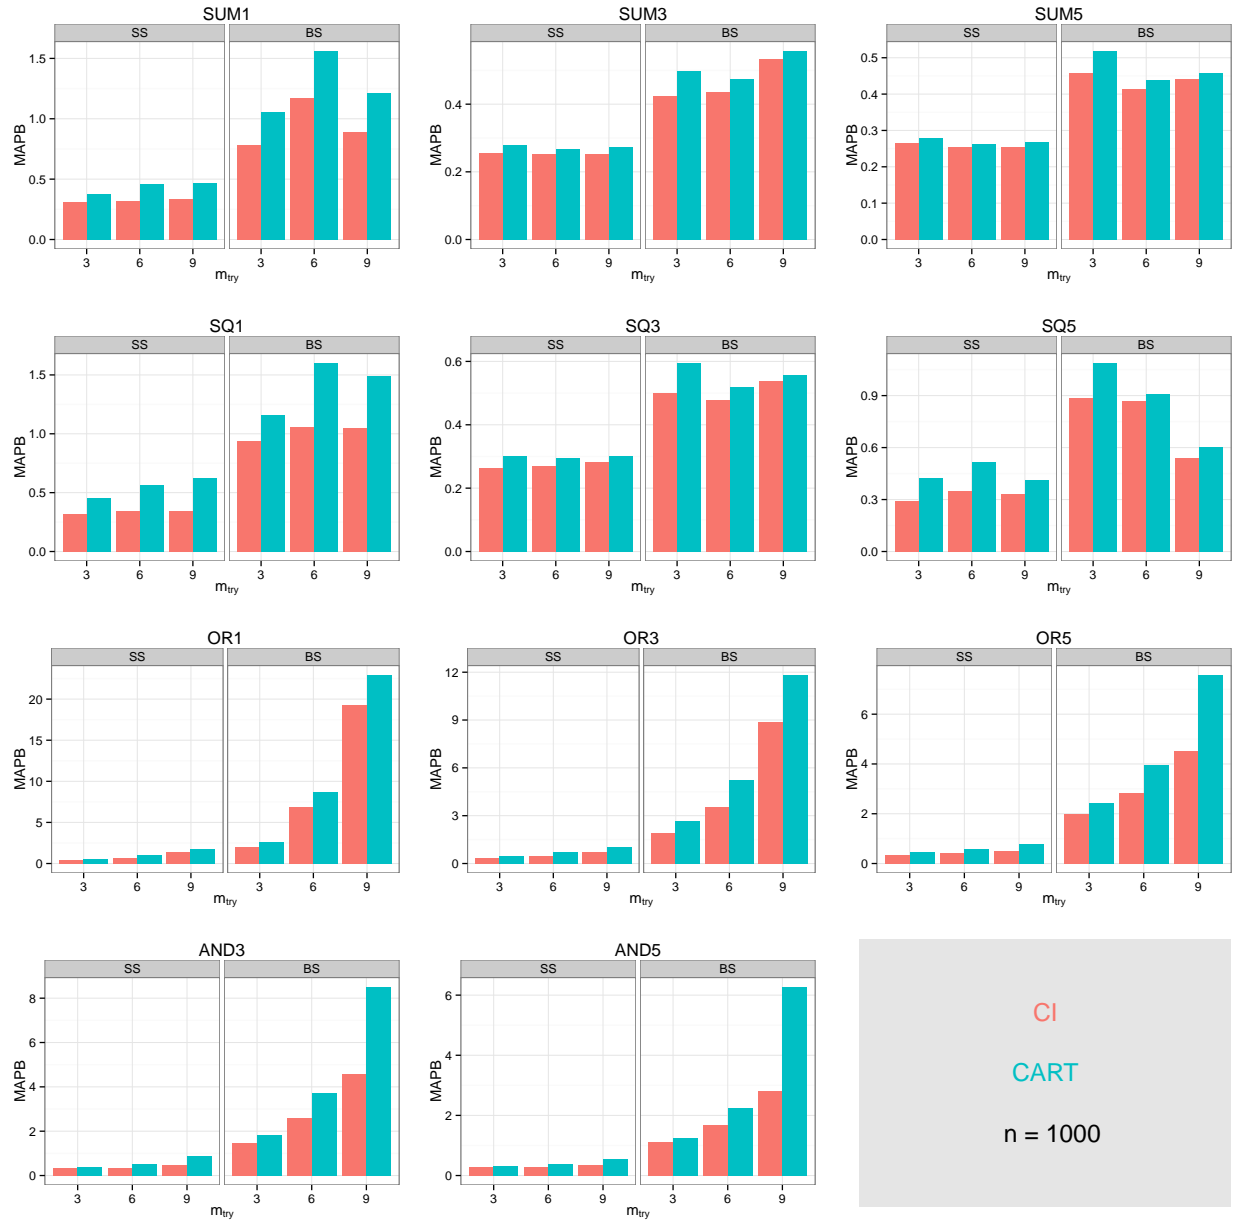 SUM1
SS BS
MAPB
1.5
1.0
0.5
0.0
3 6 9 3 6 9
mtry
SUM3
SS BS
MAPB
0.4
0.2
0.0
3 6 9 3 6 9
mtry
SUM5
SS BS
MAPB
0.5
0.4
0.3
0.2
0.1
0.0
3 6 9 3 6 9
mtry
SQ1
SS BS
MAPB
1.5
1.0
0.5
0.0
3 6 9 3 6 9
mtry
SQ3
SS BS
MAPB
0.6
0.4
0.2
0.0
3 6 9 3 6 9
mtry
SQ5
SS BS
MAPB
0.9
0.6
0.3
0.0
3 6 9 3 6 9
mtry
OR1
SS BS
MAPB
20
15
10
5
0
3 6 9 3 6 9
mtry
OR3
SS BS
MAPB
12
9
6
3
0
3 6 9 3 6 9
mtry
OR5
SS BS
MAPB
6
4
2
0
3 6 9 3 6 9
mtry
AND3
SS BS
MAPB
8
6
4
2
0
3 6 9 3 6 9
mtry
AND5
SS BS
MAPB
6
4
2
0
3 6 9 3 6 9
mtry
CI
CART
n = 1000